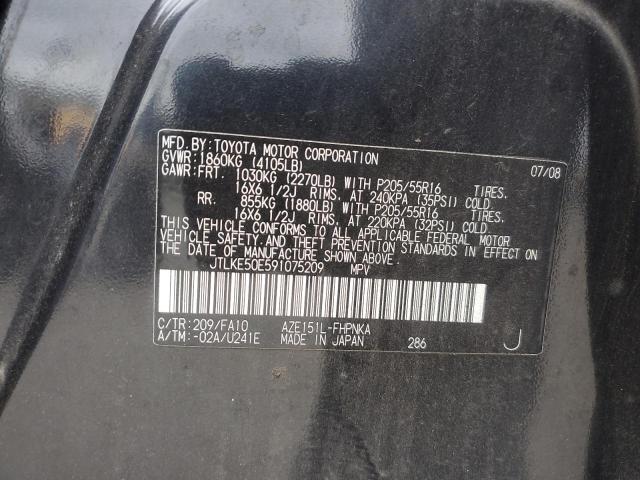 MFD.BY:TOYOTA MOTOR CORPORATION 07/08
GVWR:1860KG (4105LB)
GAWR:FRT. 1030KG (2270LB) WITH P205/55R16 TIRES.
16X6 1/2J RIMS, AT 240KPA (35PSI) COLD
RR. 855KG (1880LB) WITH P205/55R16 TIRES.
16X6 1/2J RIMS, AT 220KPA (32PSI) COLD
THIS VEHICLE CONFORMS TO ALL APPLICABLE FEDERAL MOTOR
VEHICLE SAFETY,AND THEFT PREVENTION STANDARDS IN EFFECT ON
THE DATE OF MANUFACTURE SHOWN ABOVE.
JTLKE50E591075209 MPV
C/TR:209/FA10 AZE151L-FHPNKA
A/TM:-02A/U241E MADE IN JAPAN 286 J